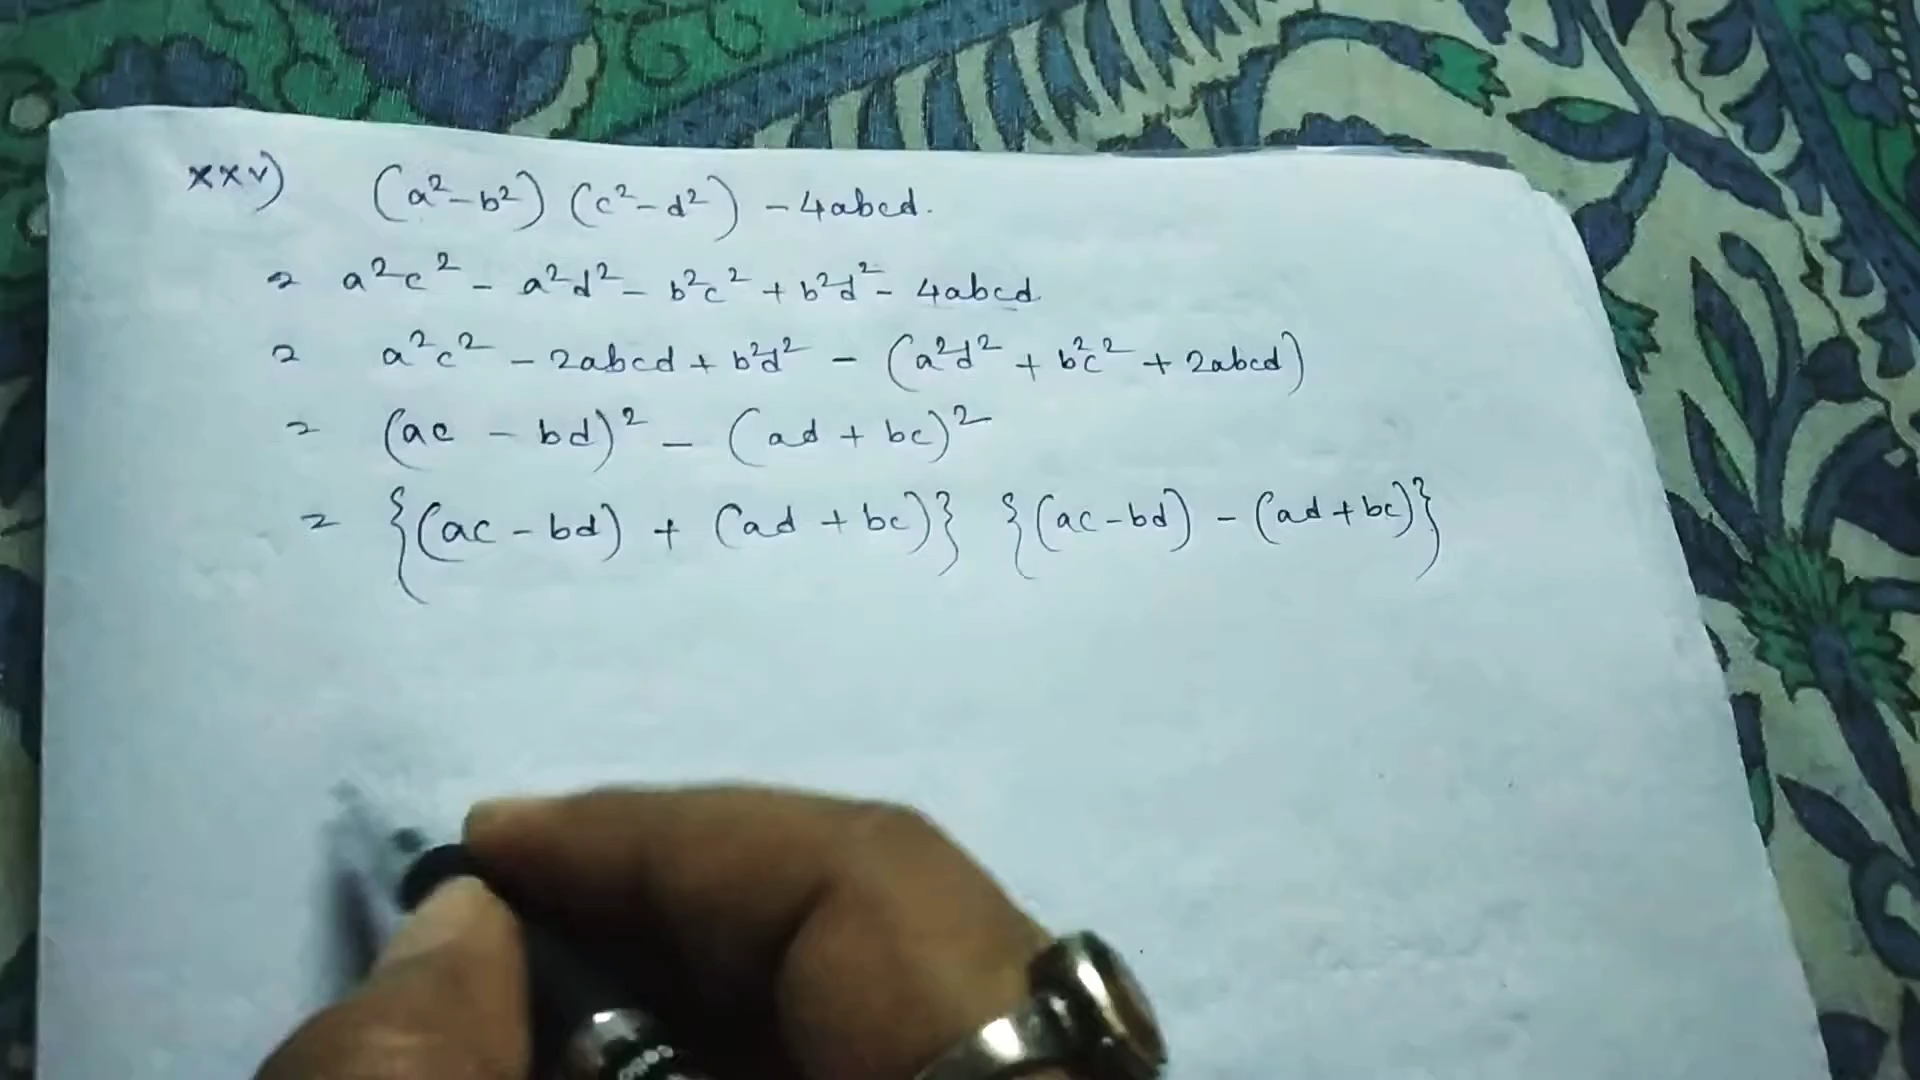 xxv) (a²-b²) (c²-d²) - 4abcd.
= a²c² - a²d² - b²c² + b²d² - 4abcd
= a²c² - 2abcd + b²d² - (a²d² + b²c² + 2abcd)
= (ac - bd)² - (ad + bc)²
= {(ac - bd) + (ad + bc)} {(ac-bd) - (ad+bc)}